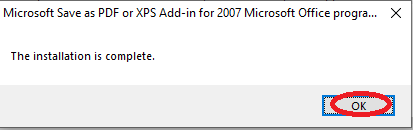 Microsoft Save as PDF or XPS Add-in for 2007 Microsoft Office progra...
The installation is complete.
OK